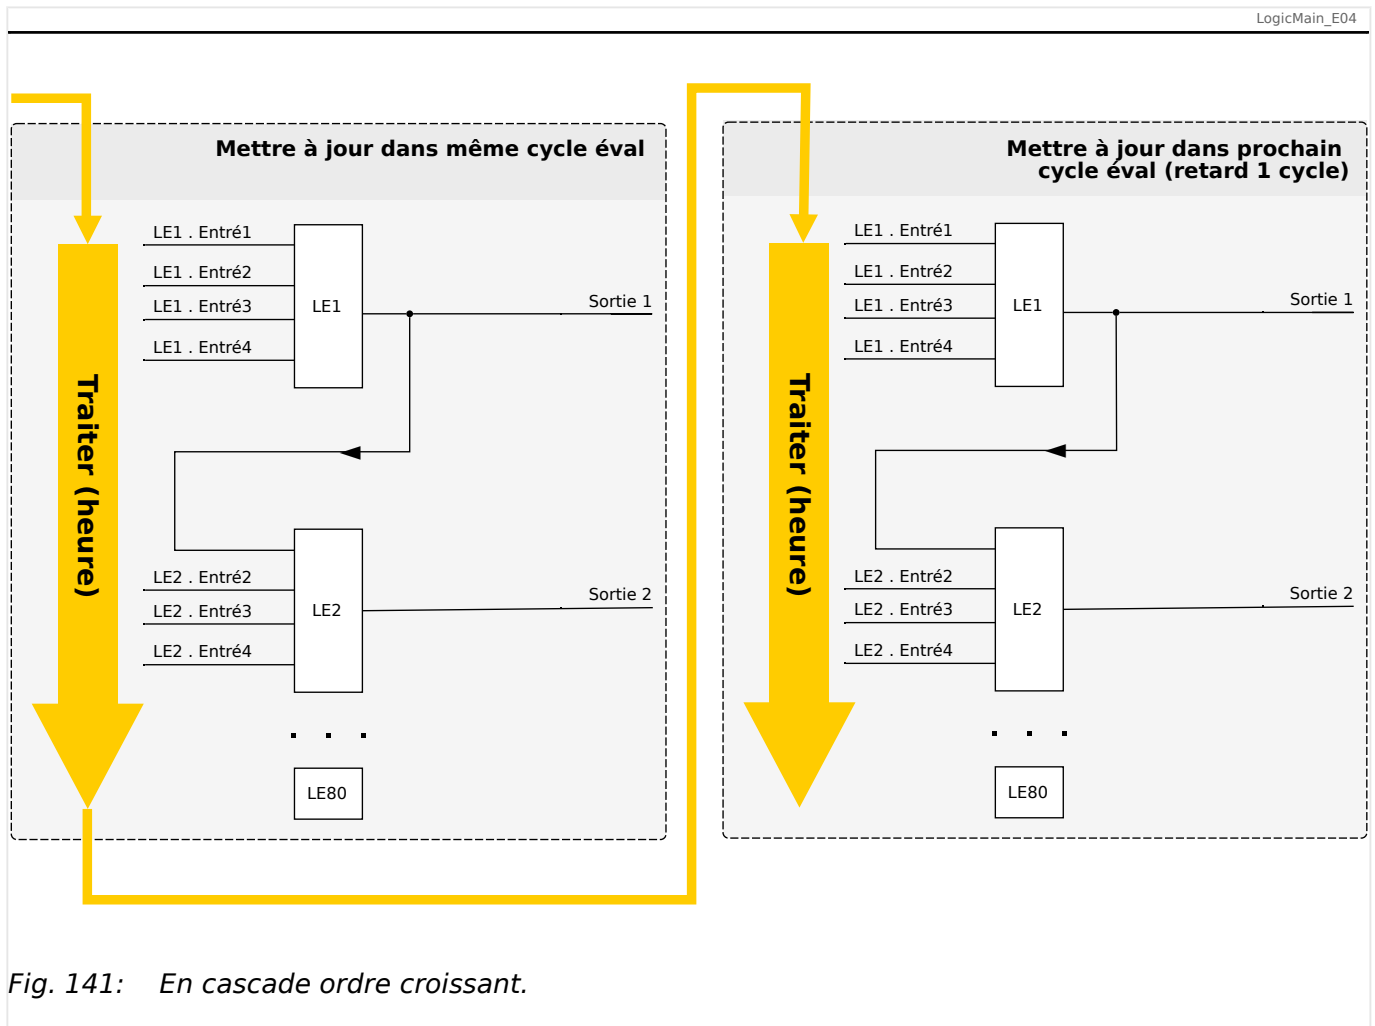 LogicMain_E04
Mettre à jour dans même cycle éval
LE1 . Entré1
LE1 . Entré2
LE1 . Entré3
LE1 . Entré4
LE1
Sortie 1
Traiter (heure)
LE2 . Entré2
LE2 . Entré3
LE2 . Entré4
LE2
Sortie 2
. . .
LE80
Mettre à jour dans prochain
cycle éval (retard 1 cycle)
LE1 . Entré1
LE1 . Entré2
LE1 . Entré3
LE1 . Entré4
LE1
Sortie 1
Traiter (heure)
LE2 . Entré2
LE2 . Entré3
LE2 . Entré4
LE2
Sortie 2
. . .
LE80
Fig. 141: En cascade ordre croissant.